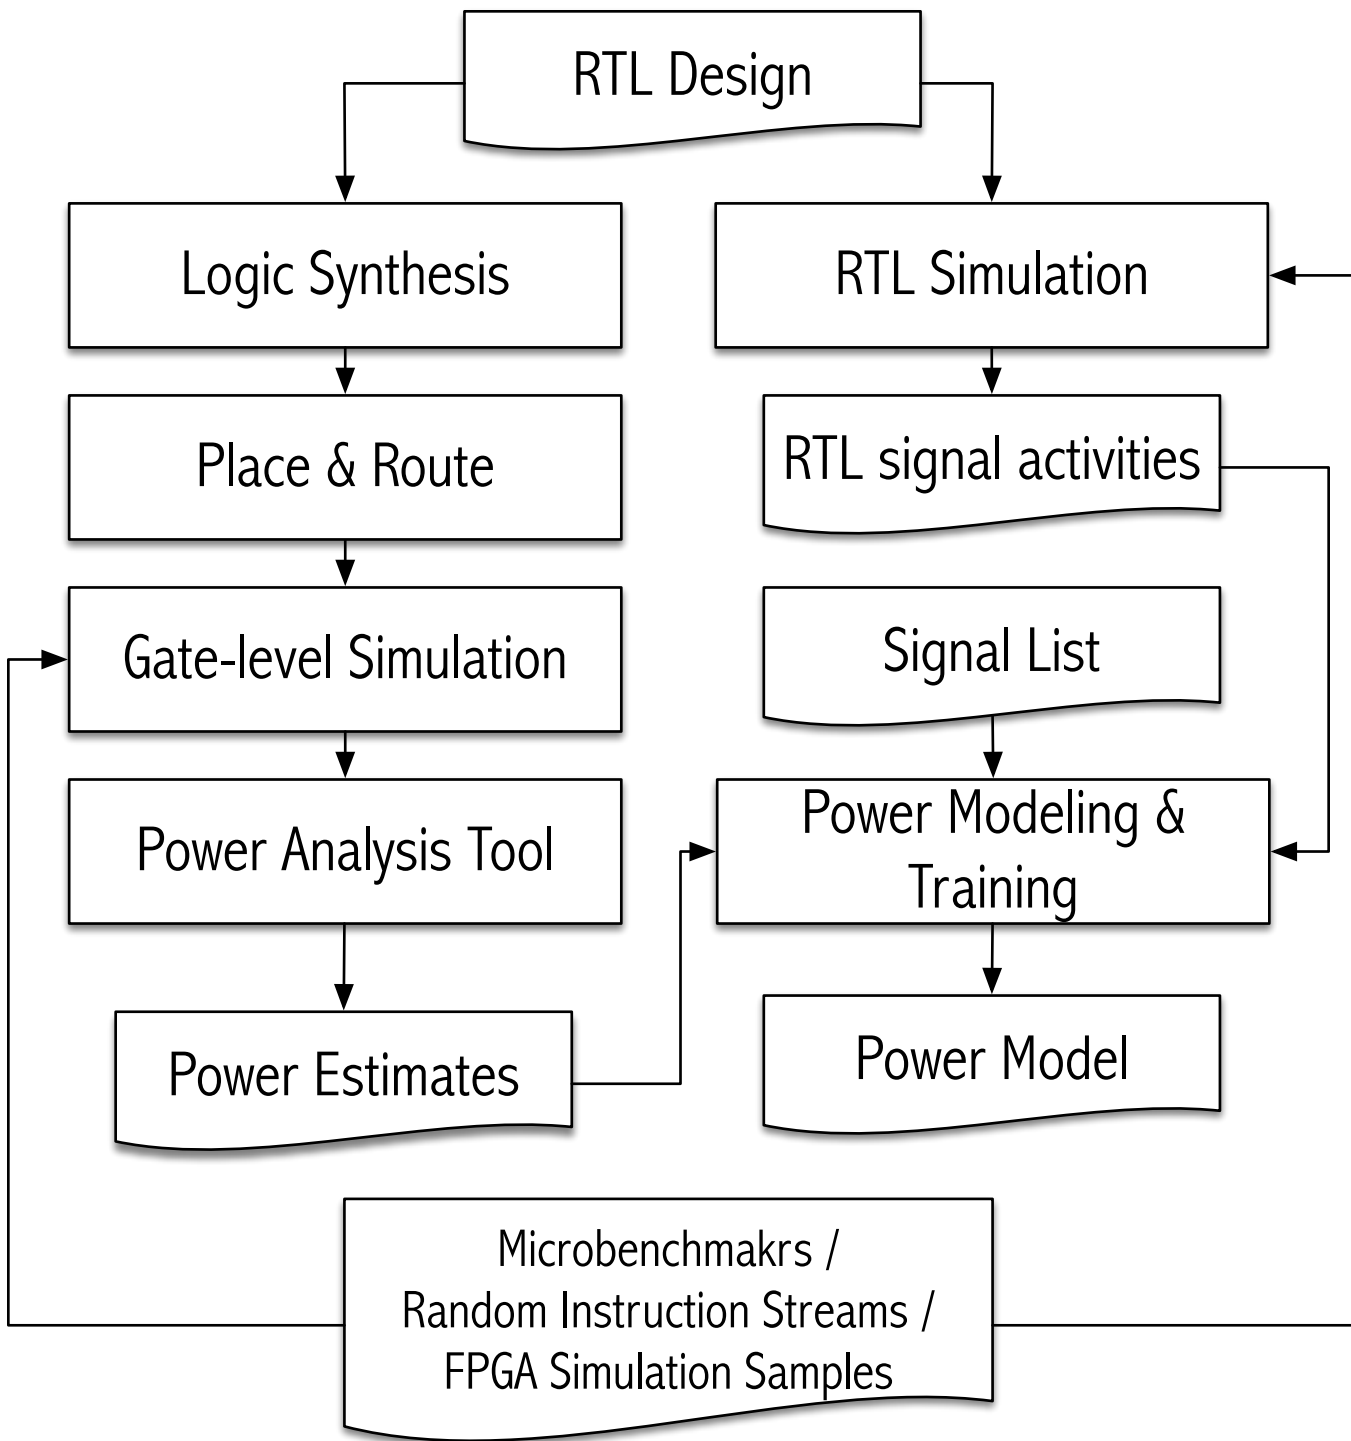 RTL Design
Logic Synthesis
RTL Simulation
Place & Route
RTL signal activities
Gate-level Simulation
Signal List
Power Analysis Tool
Power Modeling &
Training
Power Estimates
Power Model
Microbenchmakrs /
Random Instruction Streams /
FPGA Simulation Samples